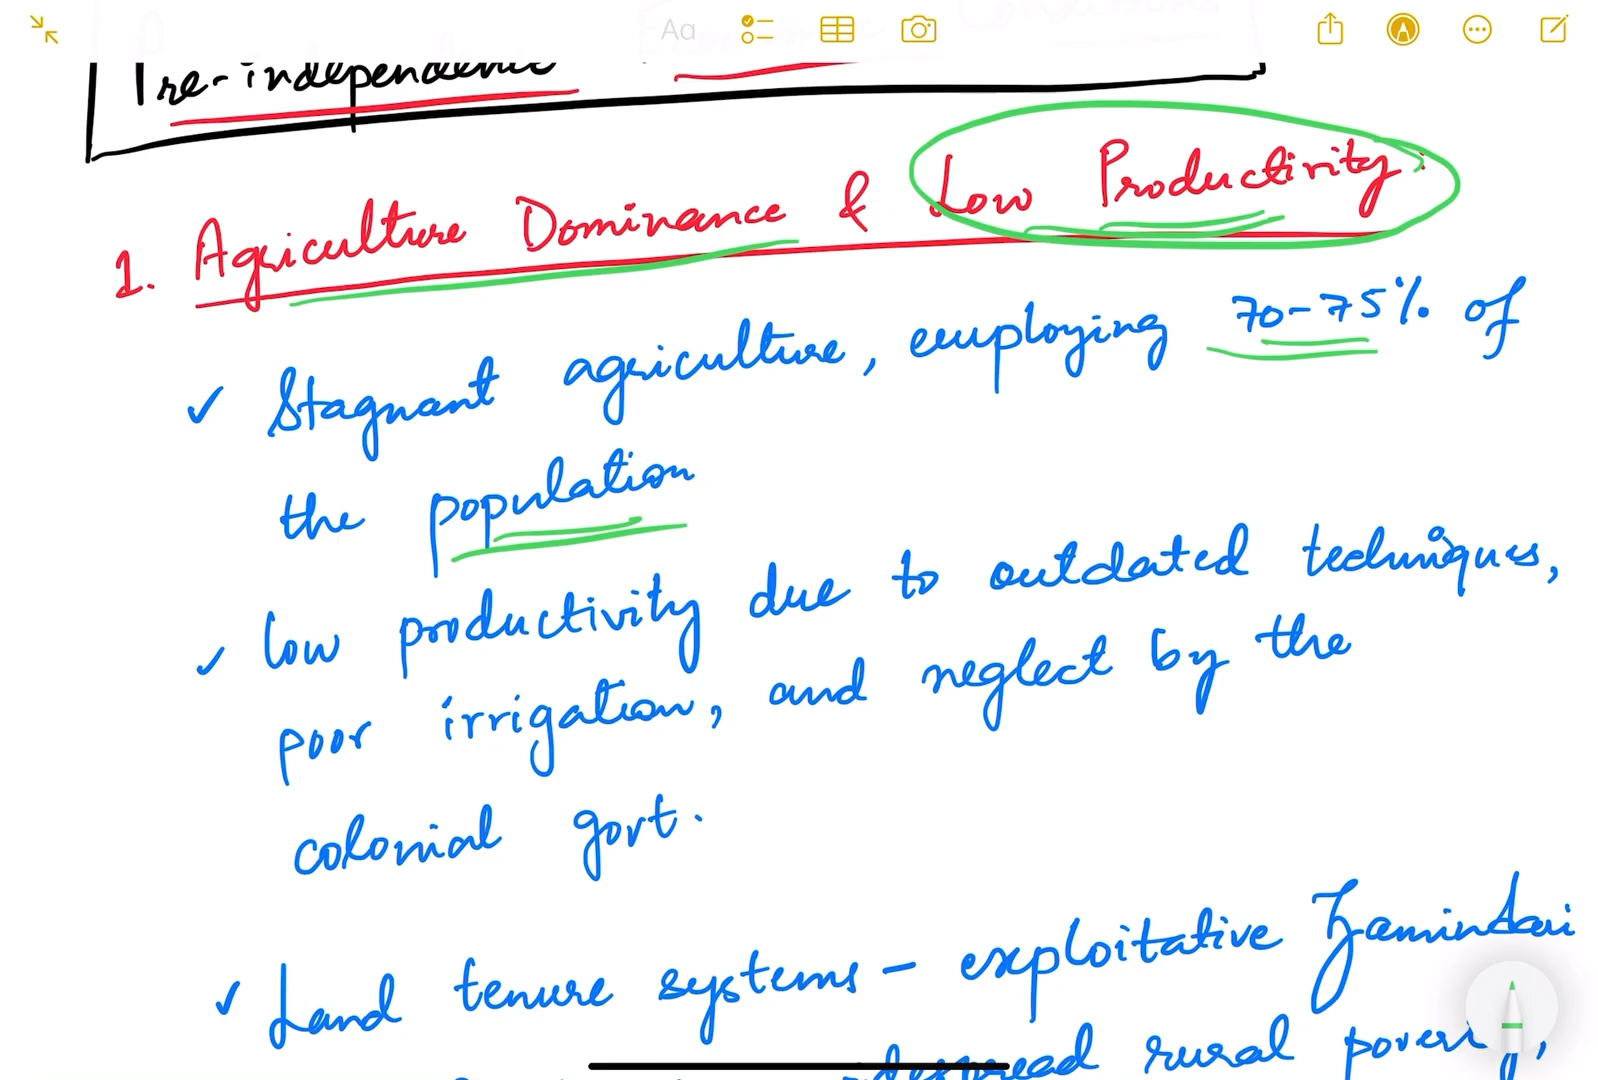 Aa
Pre-independence
1. Agriculture Dominance & Low Productivity:
✓ Stagnant agriculture, employing 70-75% of
the population
✓ low productivity due to outdated techniques,
poor irrigation, and neglect by the
colonial govt.
✓ Land tenure systems - exploitative Zamindari
rural poverty,